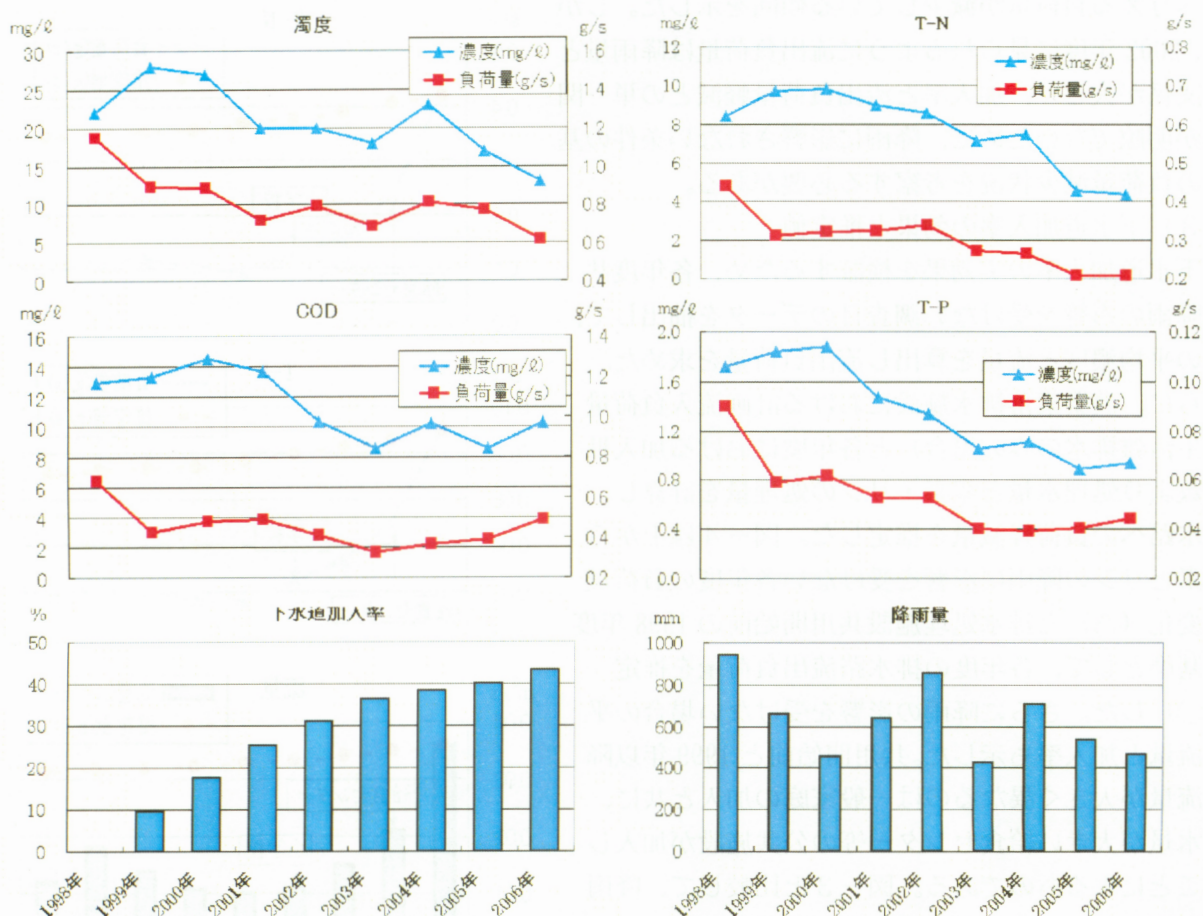 濁度
mg/ℓ
g/s
濃度(mg/ℓ)
負荷量(g/s)
30
25
20
15
10
5
0
1.6
1.4
1.2
1.0
0.8
0.6
0.4
T-N
mg/ℓ
g/s
濃度(mg/ℓ)
負荷量(g/s)
12
10
8
6
4
2
0
0.8
0.7
0.6
0.5
0.4
0.3
0.2
COD
mg/ℓ
g/s
濃度(mg/ℓ)
負荷量(g/s)
16
14
12
10
8
6
4
2
0
1.4
1.2
1.0
0.8
0.6
0.4
0.2
T-P
mg/ℓ
g/s
濃度(mg/ℓ)
負荷量(g/s)
2.0
1.6
1.2
0.8
0.4
0.0
0.12
0.10
0.08
0.06
0.04
0.02
下水道加入率
%
50
40
30
20
10
0
1998年
1999年
2000年
2001年
2002年
2003年
2004年
2005年
2006年
降雨量
mm
1000
800
600
400
200
0
1998年
1999年
2000年
2001年
2002年
2003年
2004年
2005年
2006年